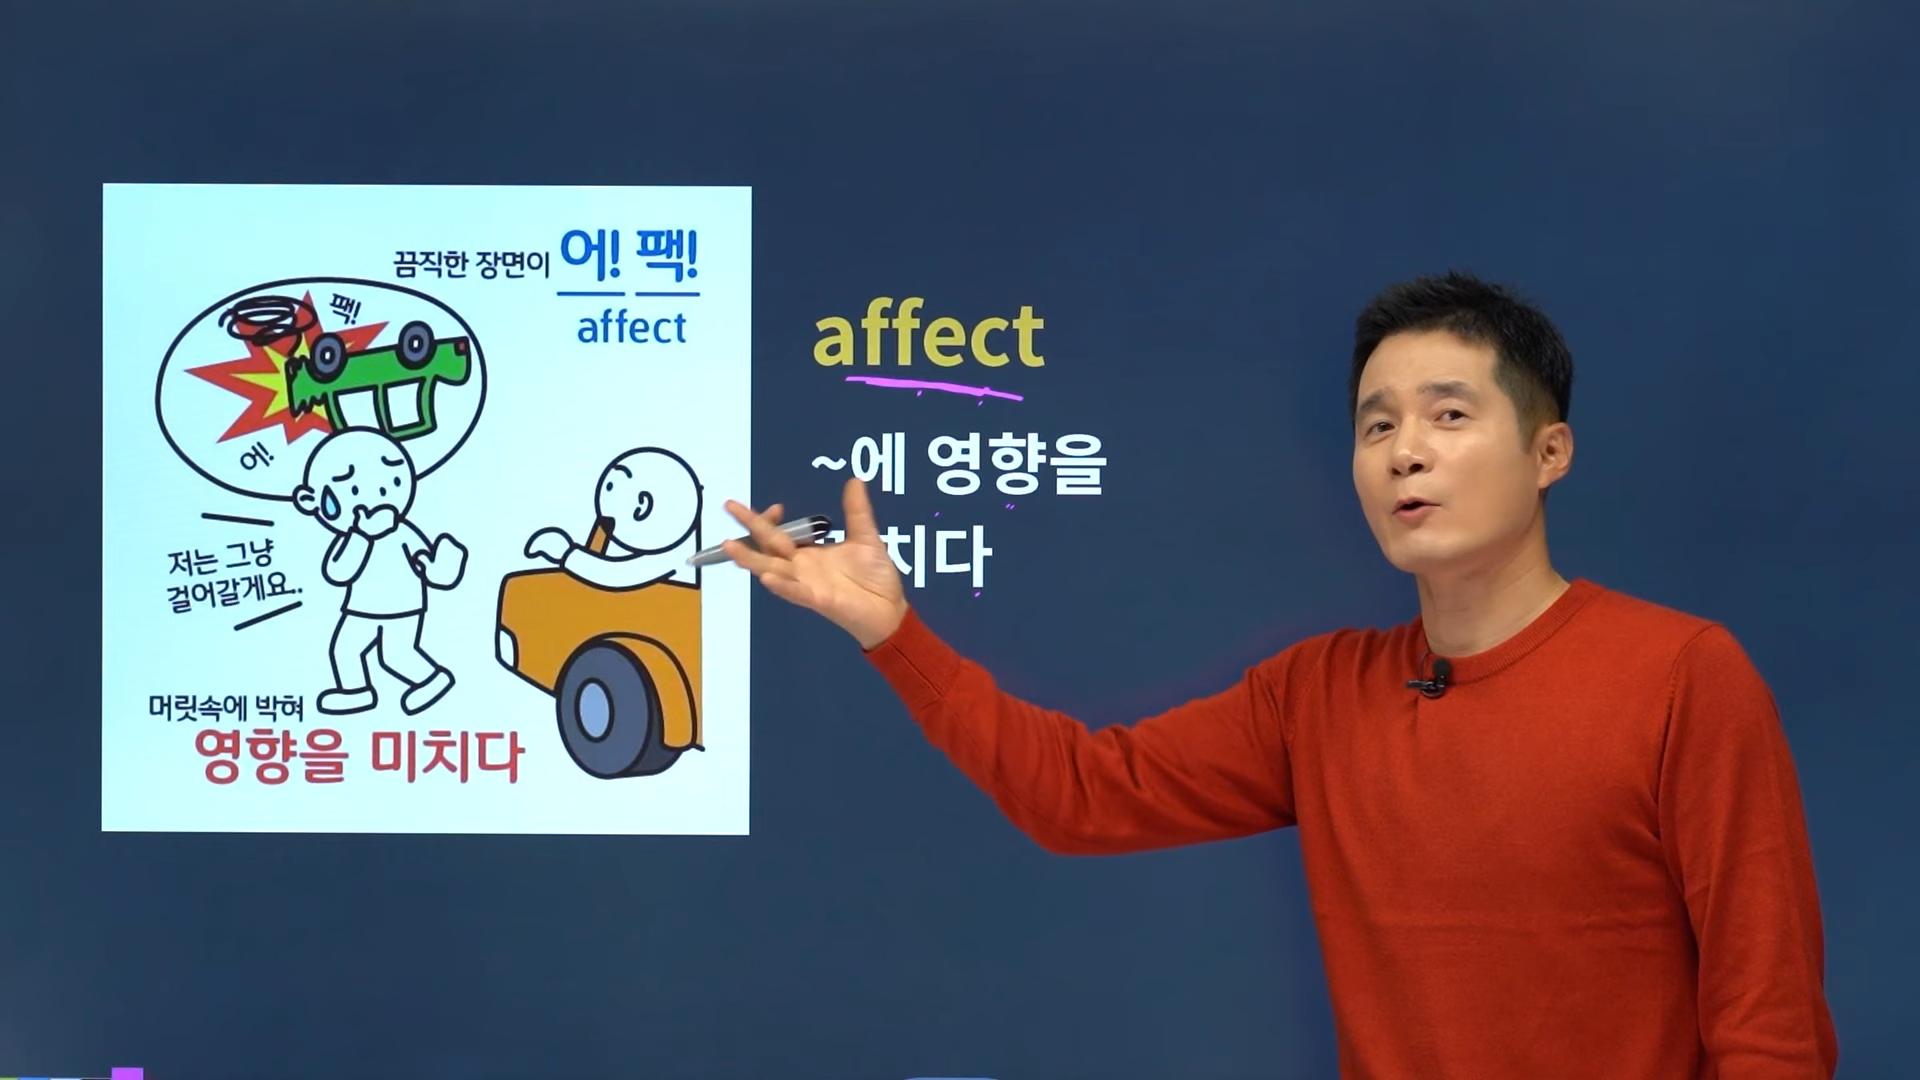 끔직한 장면이 어! 팩!
affect
팩!
어!
저는 그냥
걸어갈게요..
머릿속에 박혀
영향을 미치다
affect
~에 영향을
치다